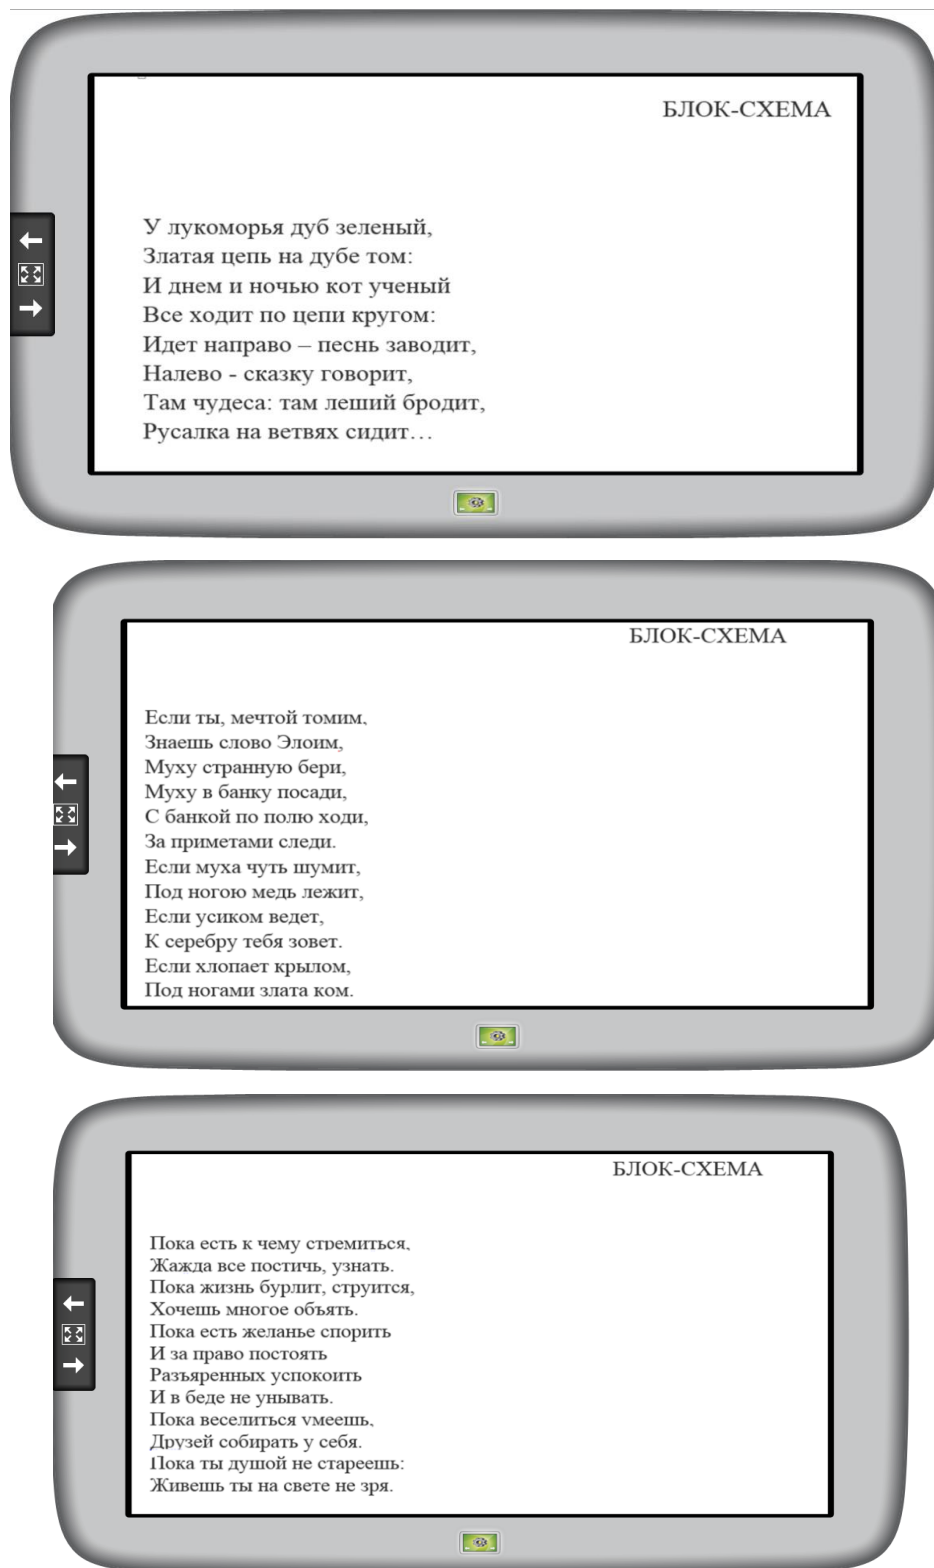 БЛОК-СХЕМА
У лукоморья дуб зеленый,
Златая цепь на дубе том:
И днем и ночью кот ученый
Все ходит по цепи кругом:
Идет направо – песнь заводит,
Налево - сказку говорит,
Там чудеса: там леший бродит,
Русалка на ветвях сидит…
БЛОК-СХЕМА
Если ты, мечтой томим,
Знаешь слово Элоим,
Муху странную бери,
Муху в банку посади,
С банкой по полю ходи,
За приметами следи.
Если муха чуть шумит,
Под ногою медь лежит,
Если усиком ведет,
К серебру тебя зовет.
Если хлопает крылом,
Под ногами злата ком.
БЛОК-СХЕМА
Пока есть к чему стремиться,
Жажда все постичь, узнать.
Пока жизнь бурлит, струится,
Хочешь многое объять.
Пока есть желанье спорить
И за право постоять
Разъяренных успокоить
И в беде не унывать.
Пока веселиться умеешь,
Друзей собирать у себя.
Пока ты душой не стареешь:
Живешь ты на свете не зря.